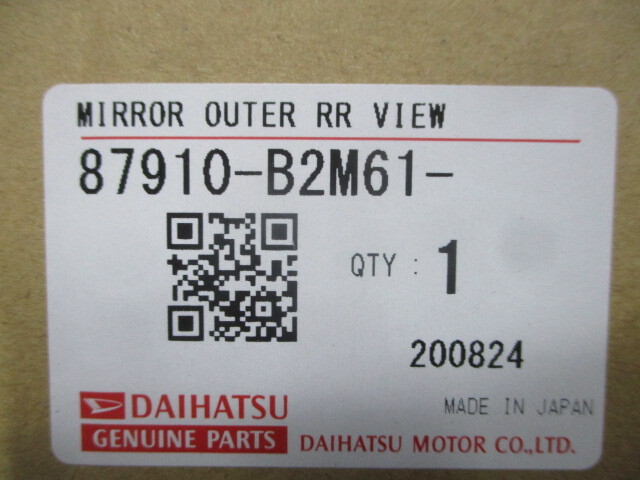 MIRROR OUTER RR VIEW
87910-B2M61-
QTY : 1
200824
MADE IN JAPAN
DAIHATSU
GENUINE PARTS
DAIHATSU MOTOR CO.,LTD.